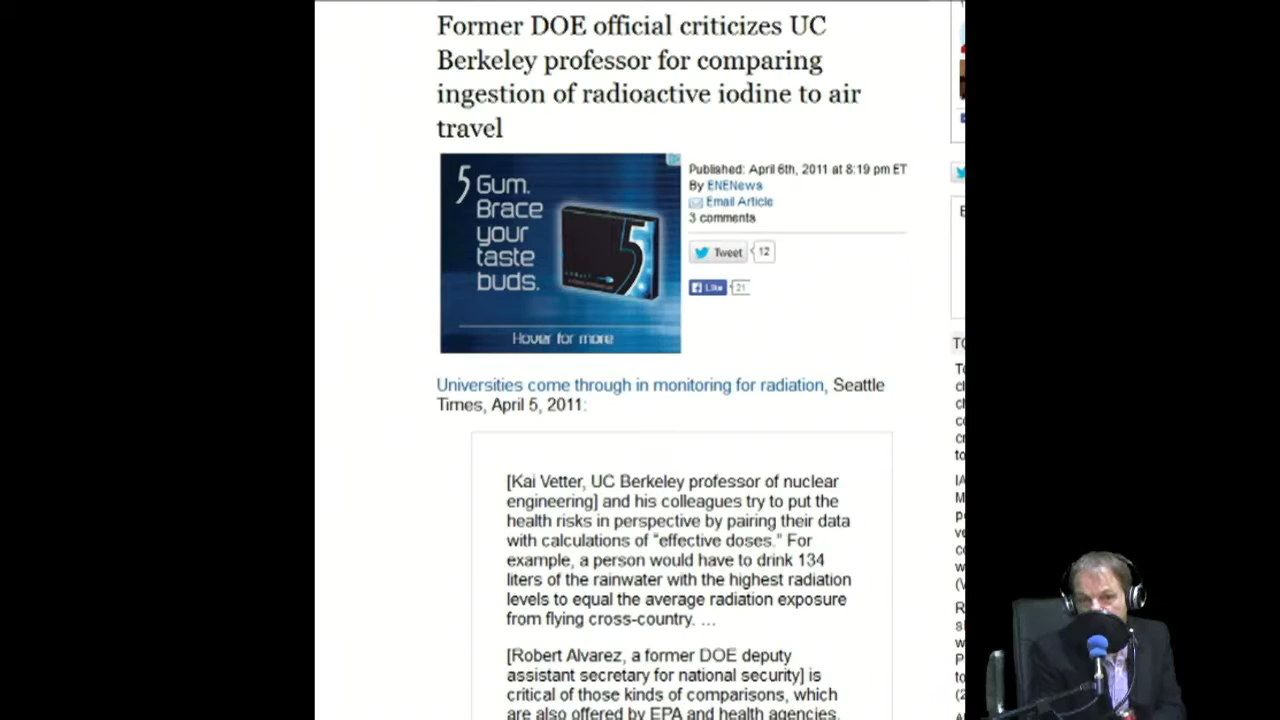 Former DOE official criticizes UC
Berkeley professor for comparing
ingestion of radioactive iodine to air
travel
5 Gum.
Brace
your
taste
buds.
5
Hover for more
Published: April 6th, 2011 at 8:19 pm ET
By ENENews
Email Article
3 comments
Tweet 12
Like 21
Universities come through in monitoring for radiation, Seattle
Times, April 5, 2011:
[Kai Vetter, UC Berkeley professor of nuclear
engineering] and his colleagues try to put the
health risks in perspective by pairing their data
with calculations of “effective doses.” For
example, a person would have to drink 134
liters of the rainwater with the highest radiation
levels to equal the average radiation exposure
from flying cross-country. …
[Robert Alvarez, a former DOE deputy
assistant secretary for national security] is
critical of those kinds of comparisons, which
are also offered by EPA and health agencies.